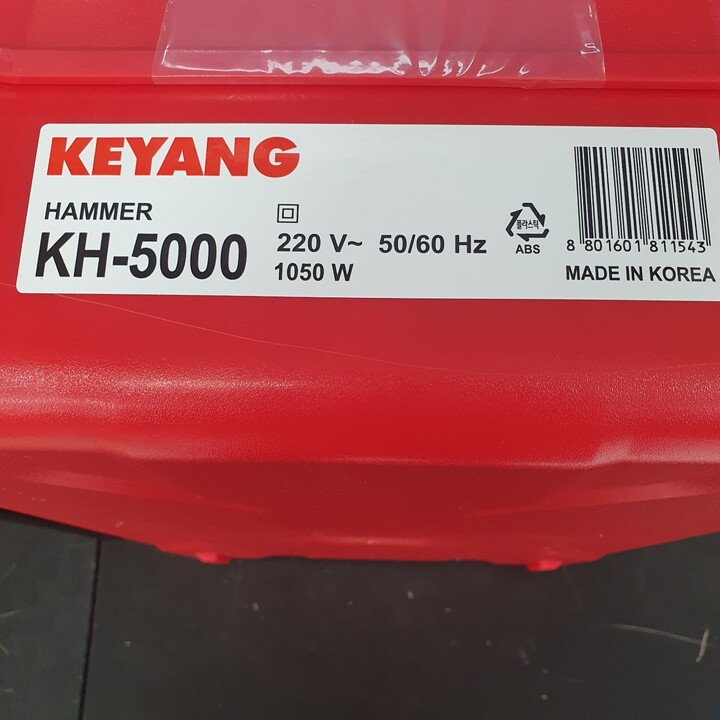 KEYANG
HAMMER
KH-5000
220 V~ 50/60 Hz
1050 W
플라스틱
ABS
8 801601 811543
MADE IN KOREA